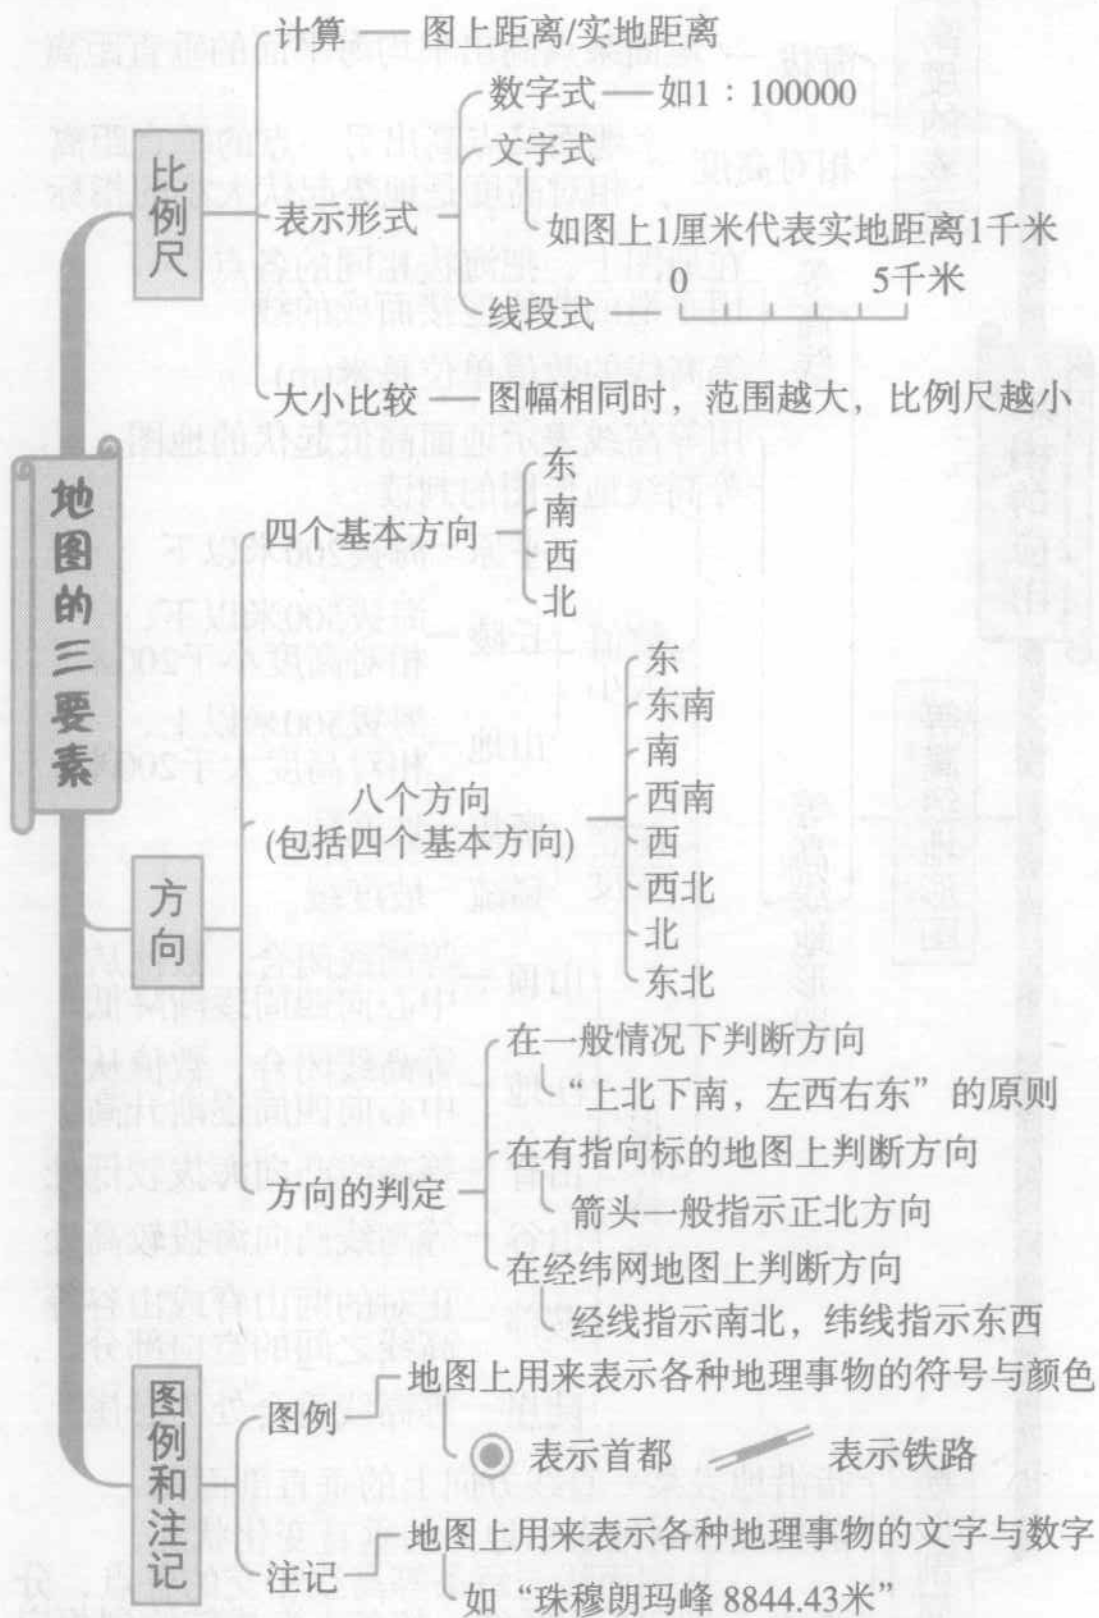 地图的三要素
比例尺
计算
图上距离/实地距离
表示形式
数字式
如1：100000
文字式
如图上1厘米代表实地距离1千米
线段式
0 5千米
大小比较
图幅相同时，范围越大，比例尺越小
方向
四个基本方向
东
南
西
北
八个方向
(包括四个基本方向)
东
东南
南
西南
西
西北
北
东北
方向的判定
在一般情况下判断方向
“上北下南，左西右东”的原则
在有指向标的地图上判断方向
箭头一般指示正北方向
在经纬网地图上判断方向
经线指示南北，纬线指示东西
图例和注记
图例
地图上用来表示各种地理事物的符号与颜色
表示首都
表示铁路
注记
地图上用来表示各种地理事物的文字与数字
如“珠穆朗玛峰 8844.43米”